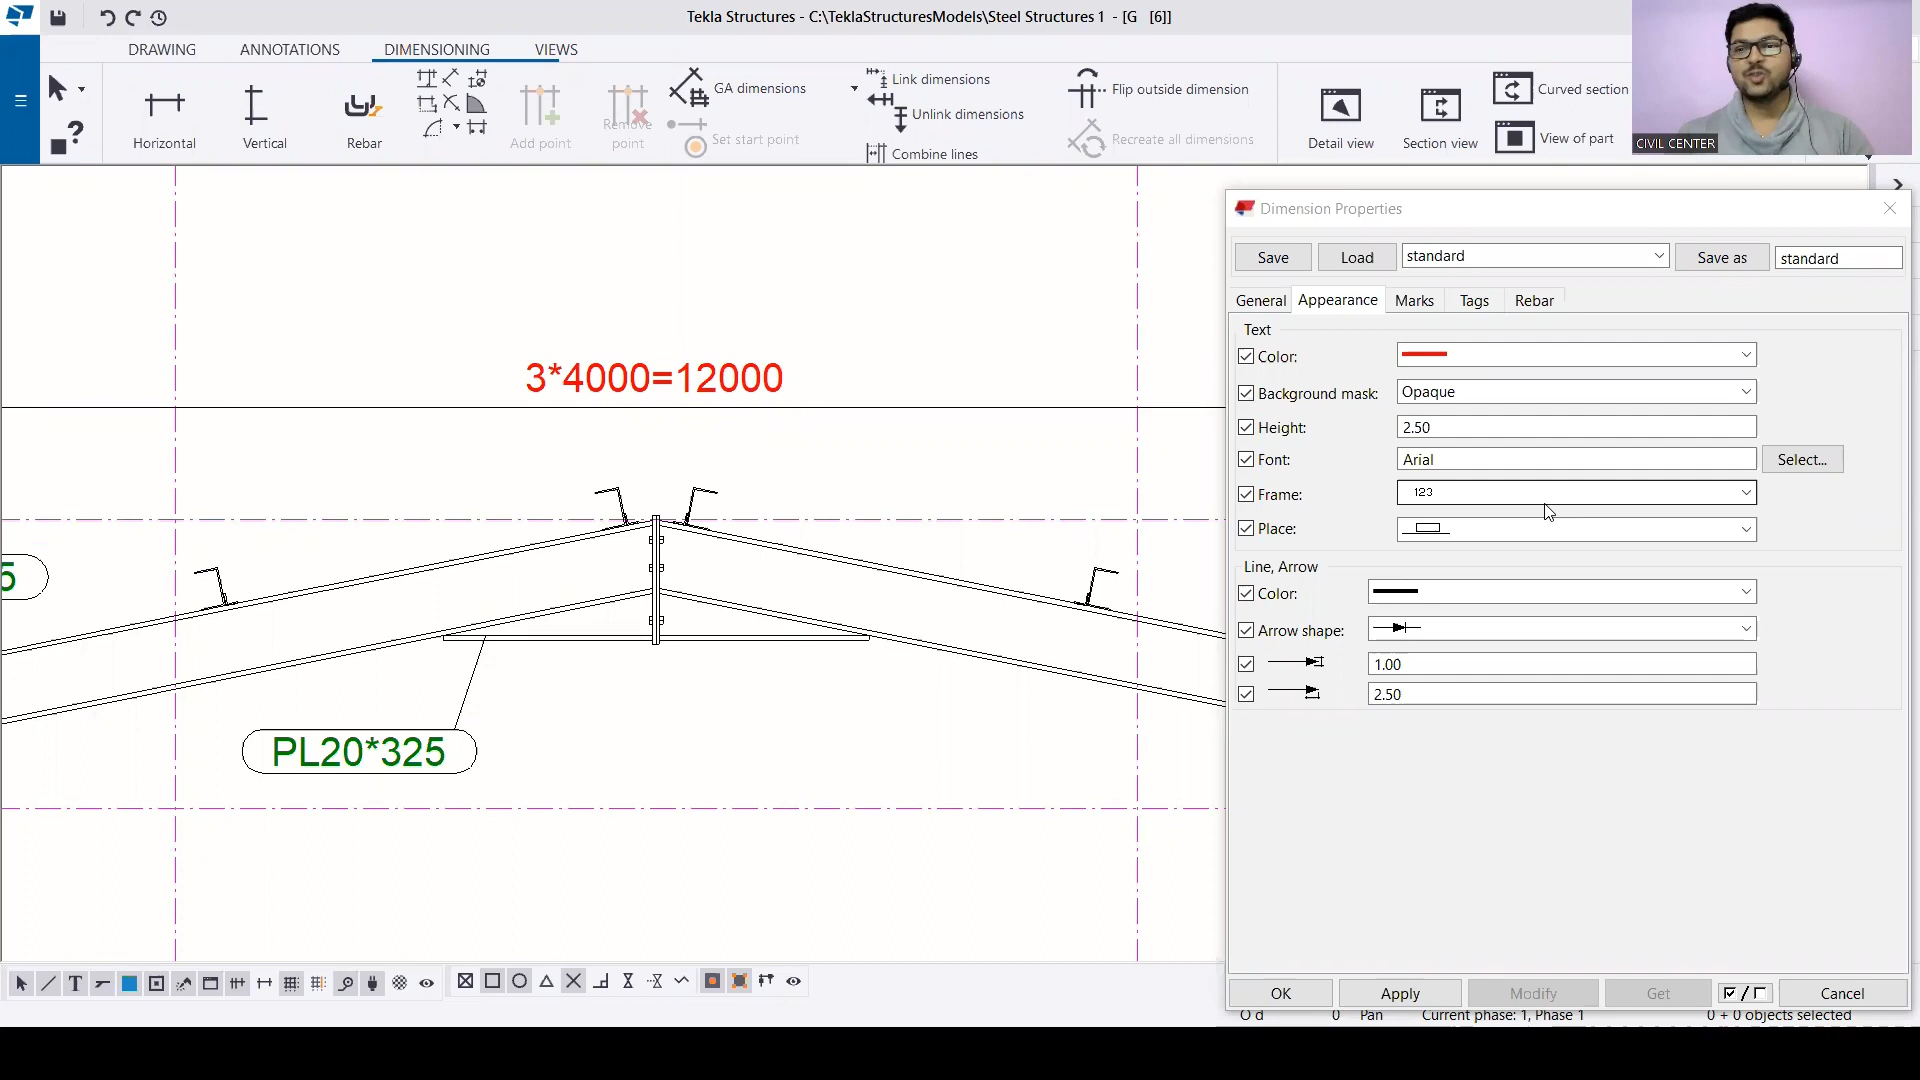 Tekla Structures - C:\TeklaStructuresModels\Steel Structures 1 - [G [6]]
DRAWING
ANNOTATIONS
DIMENSIONING
VIEWS
Horizontal
Vertical
Rebar
Add point
Remove point
GA dimensions
Set start point
Link dimensions
Unlink dimensions
Combine lines
Flip outside dimension
Recreate all dimensions
Detail view
Section view
Curved section
View of part
CIVIL CENTER
3*4000=12000
5
PL20*325
Dimension Properties
Save
Load
standard
Save as
standard
General
Appearance
Marks
Tags
Rebar
Text
Color:
Background mask:
Opaque
Height:
2.50
Font:
Arial
Select...
Frame:
123
Place:
Line, Arrow
Color:
Arrow shape:
1.00
2.50
OK
Apply
Modify
Get
Cancel
O d
0
Pan
Current phase: 1, Phase 1
0 + 0 objects selected